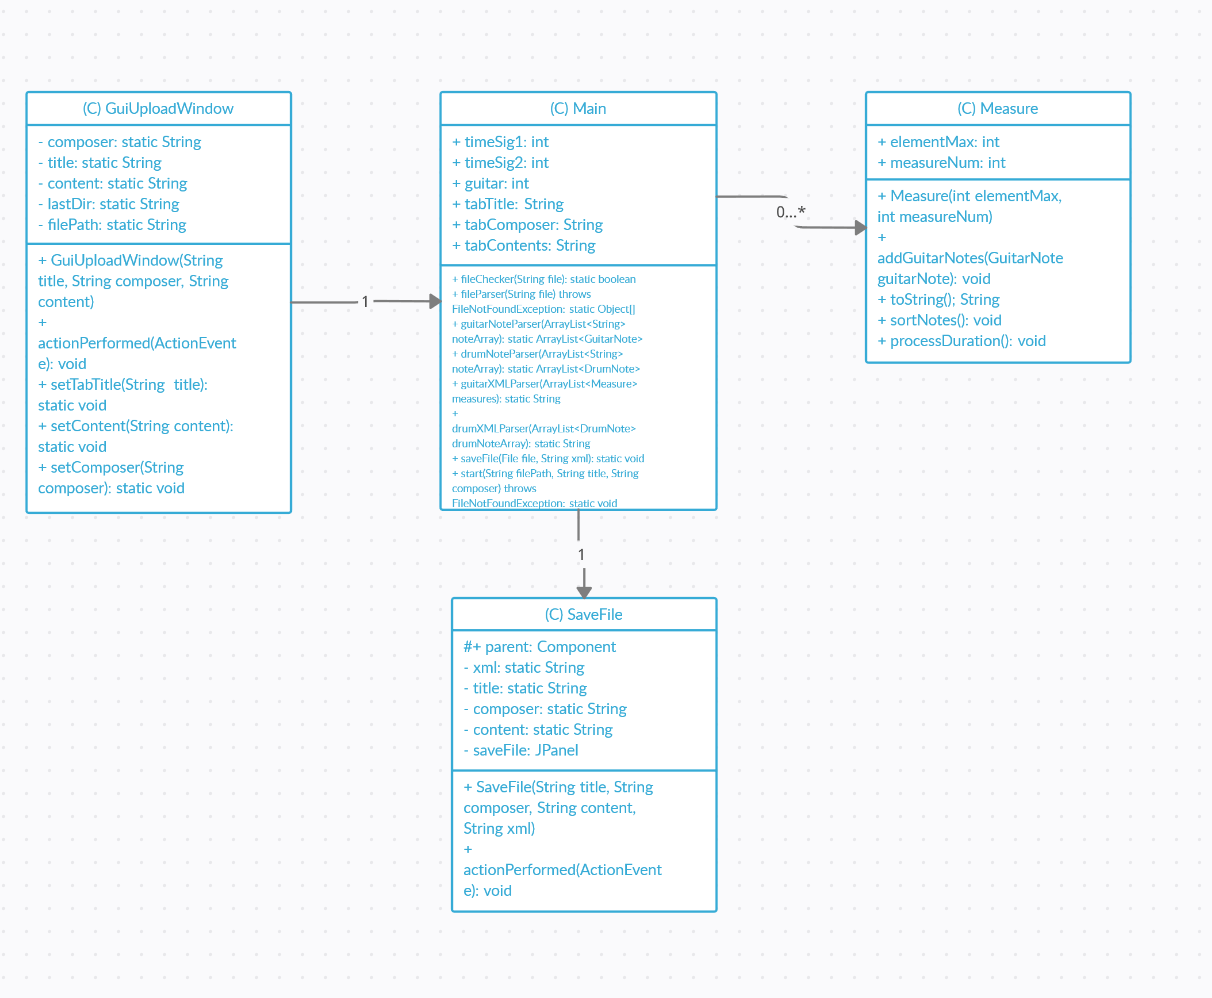 (C) GuiUploadWindow
- composer: static String
- title: static String
- content: static String
- lastDir: static String
- filePath: static String
+ GuiUploadWindow(String
title, String composer, String
content)
+
actionPerformed(ActionEvent
e): void
+ setTabTitle(String title):
static void
+ setContent(String content):
static void
+ setComposer(String
composer): static void
1
(C) Main
+ timeSig1: int
+ timeSig2: int
+ guitar: int
+ tabTitle: String
+ tabComposer: String
+ tabContents: String
+ fileChecker(String file): static boolean
+ fileParser(String file) throws
FileNotFoundException: static Object[]
+ guitarNoteParser(ArrayList<String>
noteArray): static ArrayList<GuitarNote>
+ drumNoteParser(ArrayList<String>
noteArray): static ArrayList<DrumNote>
+ guitarXMLParser(ArrayList<Measure>
measures): static String
+
drumXMLParser(ArrayList<DrumNote>
drumNoteArray): static String
+ saveFile(File file, String xml): static void
+ start(String filePath, String title, String
composer) throws
FileNotFoundException: static void
0...*
(C) Measure
+ elementMax: int
+ measureNum: int
+ Measure(int elementMax,
int measureNum)
+
addGuitarNotes(GuitarNote
guitarNote): void
+ toString(); String
+ sortNotes(): void
+ processDuration(): void
1
(C) SaveFile
#+ parent: Component
- xml: static String
- title: static String
- composer: static String
- content: static String
- saveFile: JPanel
+ SaveFile(String title, String
composer, String content,
String xml)
+
actionPerformed(ActionEvent
e): void